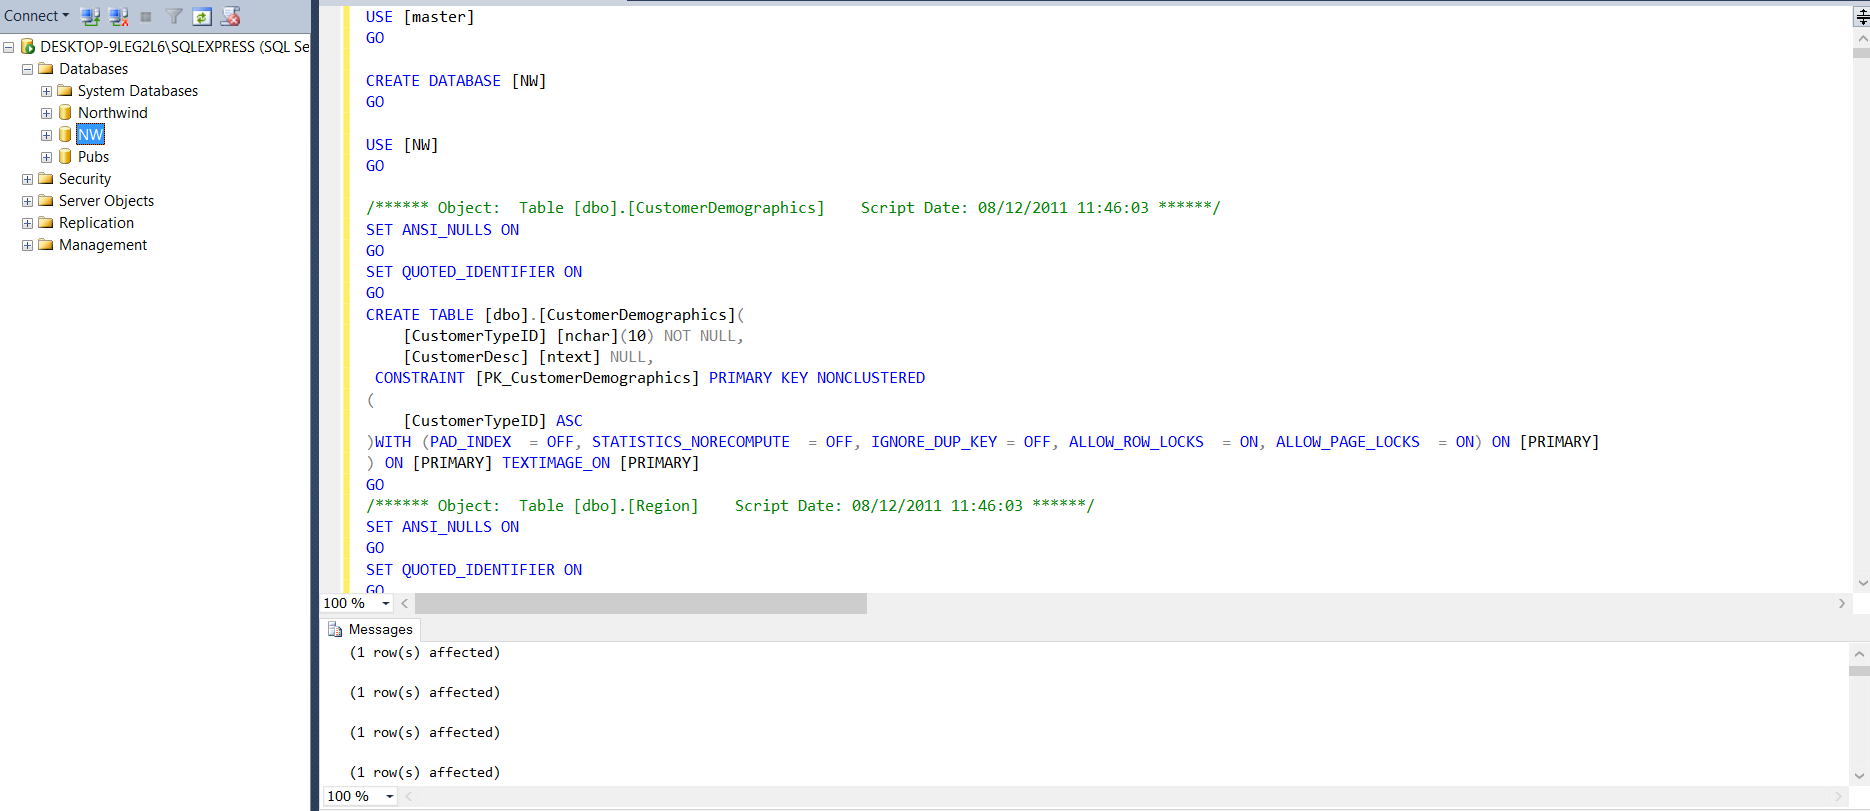 Connect
DESKTOP-9LEG2L6\SQLEXPRESS (SQL Se
Databases
System Databases
Northwind
NW
Pubs
Security
Server Objects
Replication
Management
USE [master]
GO
CREATE DATABASE [NW]
GO
USE [NW]
GO
/****** Object:  Table [dbo].[CustomerDemographics]    Script Date: 08/12/2011 11:46:03 ******/
SET ANSI_NULLS ON
GO
SET QUOTED_IDENTIFIER ON
GO
CREATE TABLE [dbo].[CustomerDemographics](
    [CustomerTypeID] [nchar](10) NOT NULL,
    [CustomerDesc] [ntext] NULL,
 CONSTRAINT [PK_CustomerDemographics] PRIMARY KEY NONCLUSTERED
(
    [CustomerTypeID] ASC
)WITH (PAD_INDEX  = OFF, STATISTICS_NORECOMPUTE  = OFF, IGNORE_DUP_KEY = OFF, ALLOW_ROW_LOCKS  = ON, ALLOW_PAGE_LOCKS  = ON) ON [PRIMARY]
) ON [PRIMARY] TEXTIMAGE_ON [PRIMARY]
GO
/****** Object:  Table [dbo].[Region]    Script Date: 08/12/2011 11:46:03 ******/
SET ANSI_NULLS ON
GO
SET QUOTED_IDENTIFIER ON
GO
100 %
Messages
(1 row(s) affected)
(1 row(s) affected)
(1 row(s) affected)
(1 row(s) affected)
100 %